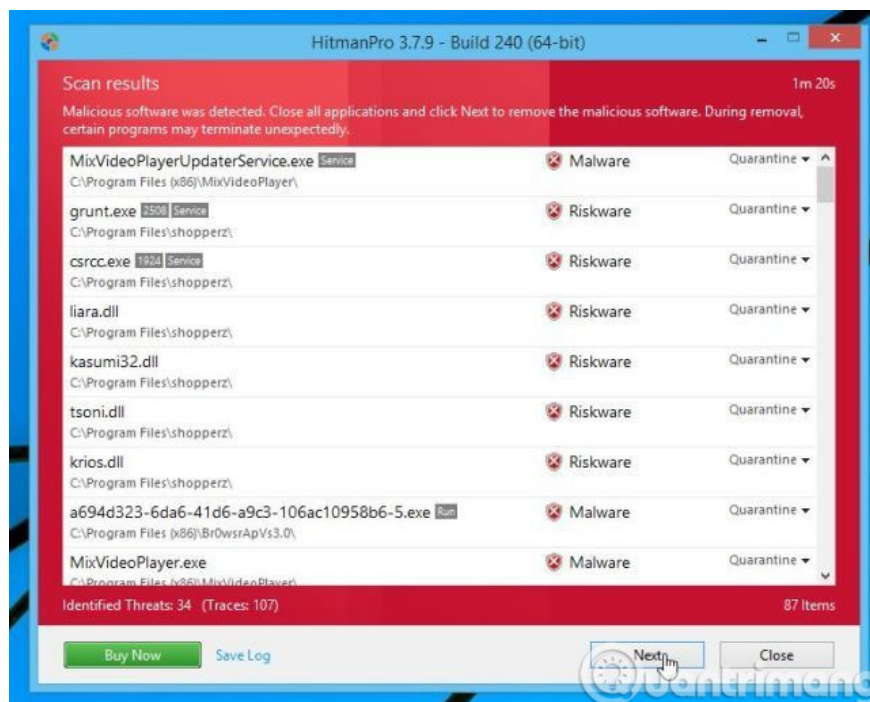 HitmanPro 3.7.9 - Build 240 (64-bit)
Scan results 1m 20s
Malicious software was detected. Close all applications and click Next to remove the malicious software. During removal,
certain programs may terminate unexpectedly.
MixVideoPlayerUpdaterService.exe Service Malware Quarantine
C:\Program Files (x86)\MixVideoPlayer\
grunt.exe 2508 Service Riskware Quarantine
C:\Program Files\shopperz\
csrcc.exe 1924 Service Riskware Quarantine
C:\Program Files\shopperz\
liara.dll Riskware Quarantine
C:\Program Files\shopperz\
kasumi32.dll Riskware Quarantine
C:\Program Files\shopperz\
tsoni.dll Riskware Quarantine
C:\Program Files\shopperz\
krios.dll Riskware Quarantine
C:\Program Files\shopperz\
a694d323-6da6-41d6-a9c3-106ac10958b6-5.exe Run Malware Quarantine
C:\Program Files (x86)\Br0wsrApVs3.0\
MixVideoPlayer.exe Malware Quarantine
C:\Program Files (x86)\MixVideoPlayer\
Identified Threats: 34 (Traces: 107) 87 Items
Buy Now Save Log Next Close
Quantrimang